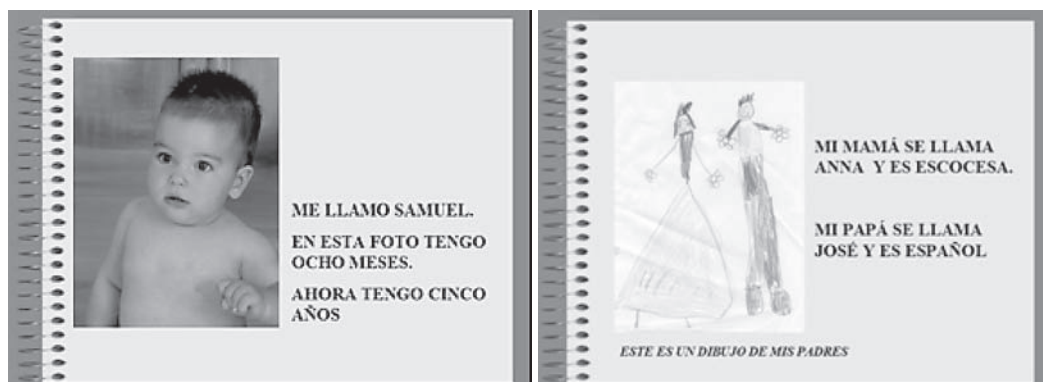 ME LLAMO SAMUEL.
EN ESTA FOTO TENGO
OCHO MESES.
AHORA TENGO CINCO
AÑOS
MI MAMÁ SE LLAMA
ANNA Y ES ESCOCESA.
MI PAPÁ SE LLAMA
JOSÉ Y ES ESPAÑOL
ESTE ES UN DIBUJO DE MIS PADRES